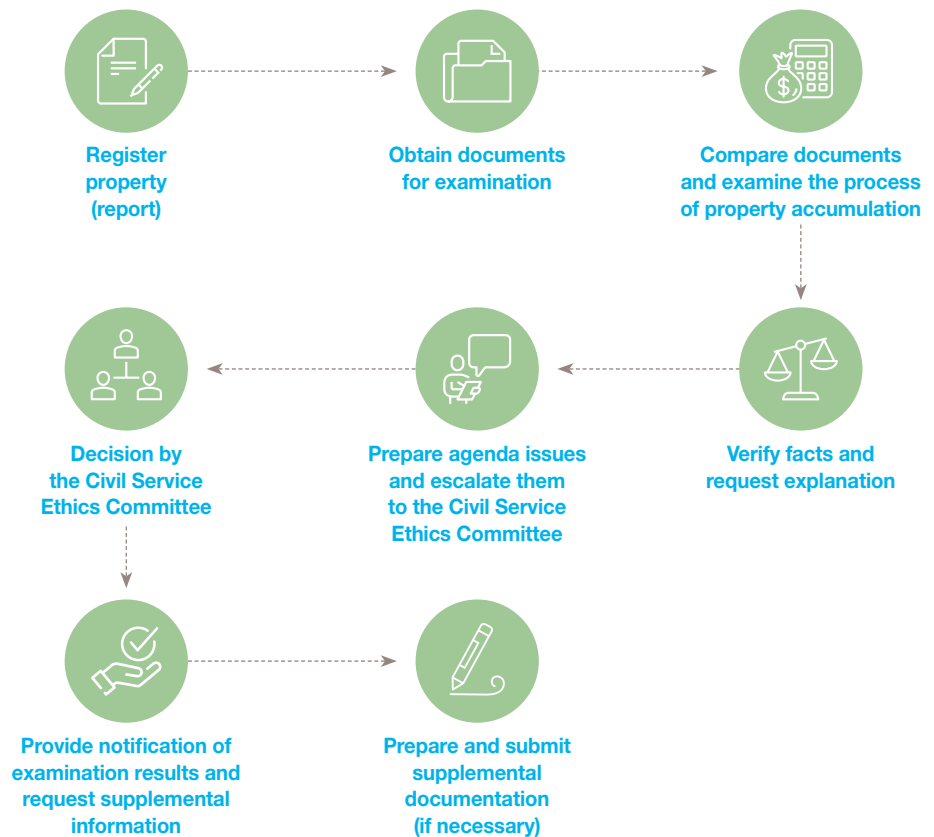 Register
property
(report)
Obtain documents
for examination
Compare documents
and examine the process
of property accumulation
Verify facts and
request explanation
Prepare agenda issues
and escalate them
to the Civil Service
Ethics Committee
Decision by
the Civil Service
Ethics Committee
Provide notification of
examination results and
request supplemental
information
Prepare and submit
supplemental
documentation
(if necessary)